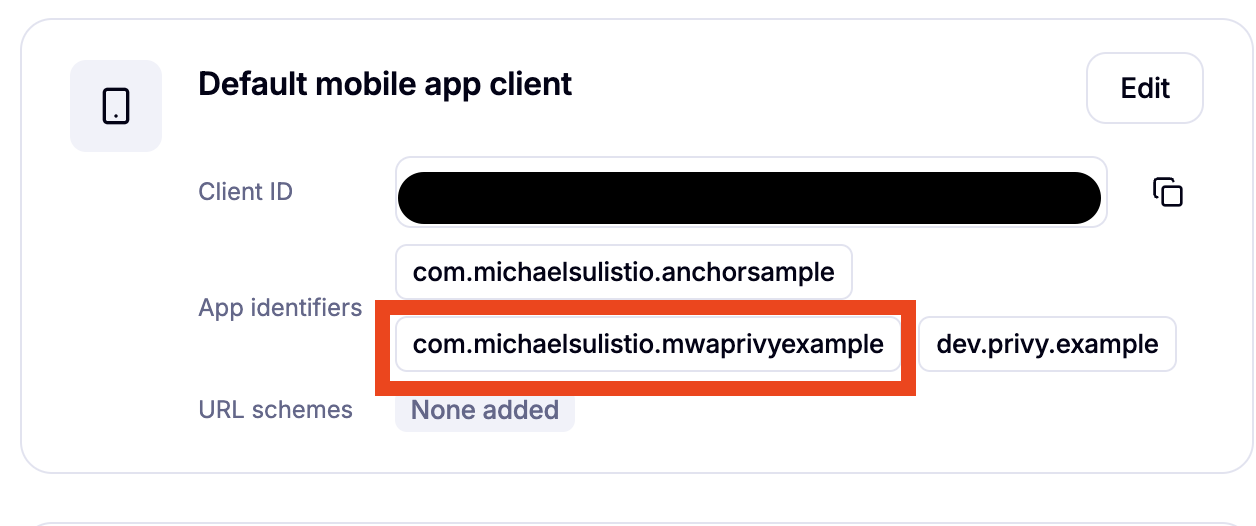 Default mobile app client
Edit
Client ID
com.michaelsulistio.anchorsample
App identifiers
com.michaelsulistio.mwaprivyexample dev.privy.example
URL schemes None added